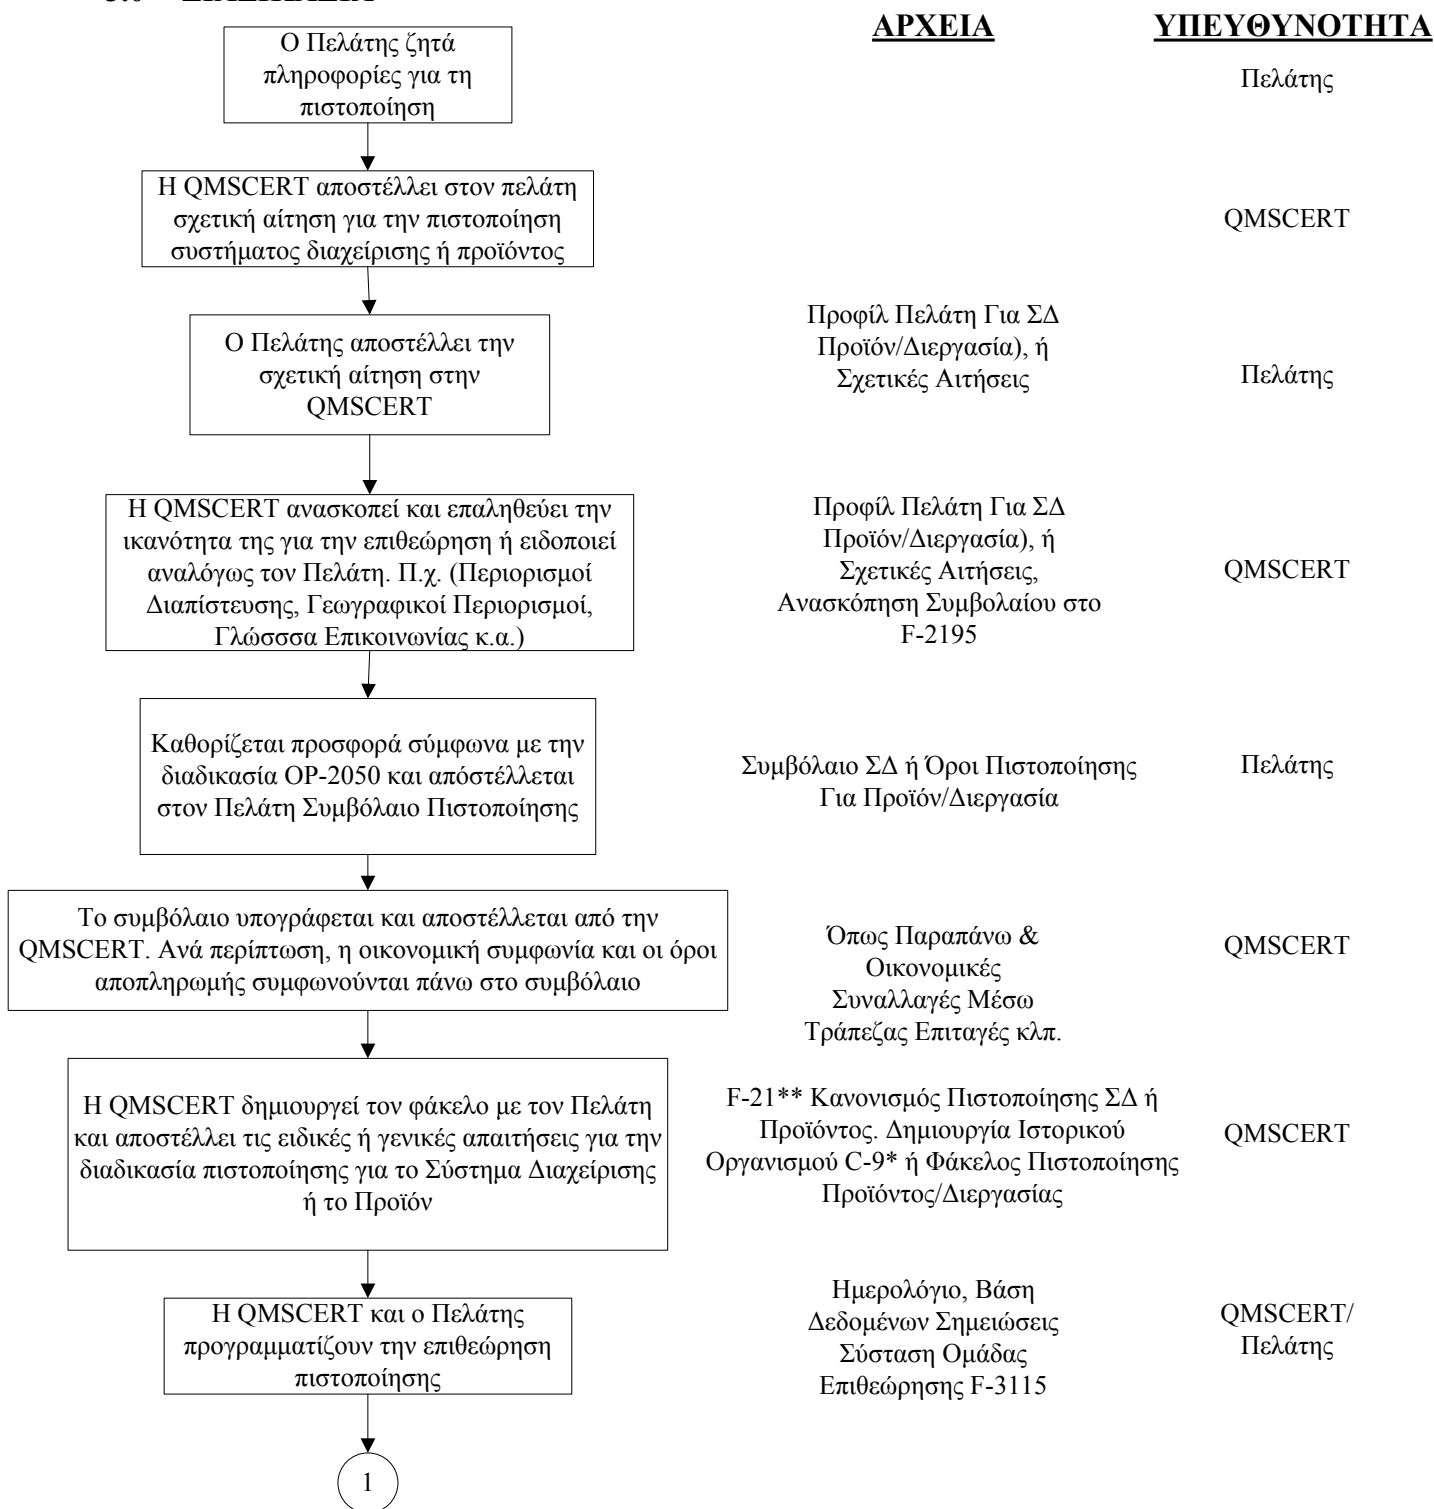 ΑΡΧΕΙΑ
ΥΠΕΥΘΥΝΟΤΗΤΑ
Ο Πελάτης ζητά
πληροφορίες για τη
πιστοποίηση
Πελάτης
Η QMSCERT αποστέλλει στον πελάτη
σχετική αίτηση για την πιστοποίηση
συστήματος διαχείρισης ή προϊόντος
QMSCERT
Ο Πελάτης αποστέλλει την
σχετική αίτηση στην
QMSCERT
Προφίλ Πελάτη Για ΣΔ
Προϊόν/Διεργασία), ή
Σχετικές Αιτήσεις
Πελάτης
Η QMSCERT ανασκοπεί και επαληθεύει την
ικανότητα της για την επιθεώρηση ή ειδοποιεί
αναλόγως τον Πελάτη. Π.χ. (Περιορισμοί
Διαπίστευσης, Γεωγραφικοί Περιορισμοί,
Γλώσσσα Επικοινωνίας κ.α.)
Προφίλ Πελάτη Για ΣΔ
Προϊόν/Διεργασία), ή
Σχετικές Αιτήσεις,
Ανασκόπηση Συμβολαίου στο
F-2195
QMSCERT
Καθορίζεται προσφορά σύμφωνα με την
διαδικασία OP-2050 και απόστέλλεται
στον Πελάτη Συμβόλαιο Πιστοποίησης
Συμβόλαιο ΣΔ ή Όροι Πιστοποίησης
Για Προϊόν/Διεργασία
Πελάτης
Το συμβόλαιο υπογράφεται και αποστέλλεται από την
QMSCERT. Ανά περίπτωση, η οικονομική συμφωνία και οι όροι
αποπληρωμής συμφωνούνται πάνω στο συμβόλαιο
Όπως Παραπάνω &
Οικονομικές
Συναλλαγές Μέσω
Τράπεζας Επιταγές κλπ.
QMSCERT
Η QMSCERT δημιουργεί τον φάκελο με τον Πελάτη
και αποστέλλει τις ειδικές ή γενικές απαιτήσεις για την
διαδικασία πιστοποίησης για το Σύστημα Διαχείρισης
ή το Προϊόν
F-21** Κανονισμός Πιστοποίησης ΣΔ ή
Προϊόντος. Δημιουργία Ιστορικού
Οργανισμού C-9* ή Φάκελος Πιστοποίησης
Προϊόντος/Διεργασίας
QMSCERT
Η QMSCERT και ο Πελάτης
προγραμματίζουν την επιθεώρηση
πιστοποίησης
Ημερολόγιο, Βάση
Δεδομένων Σημειώσεις
Σύσταση Ομάδας
Επιθεώρησης F-3115
QMSCERT/
Πελάτης
1